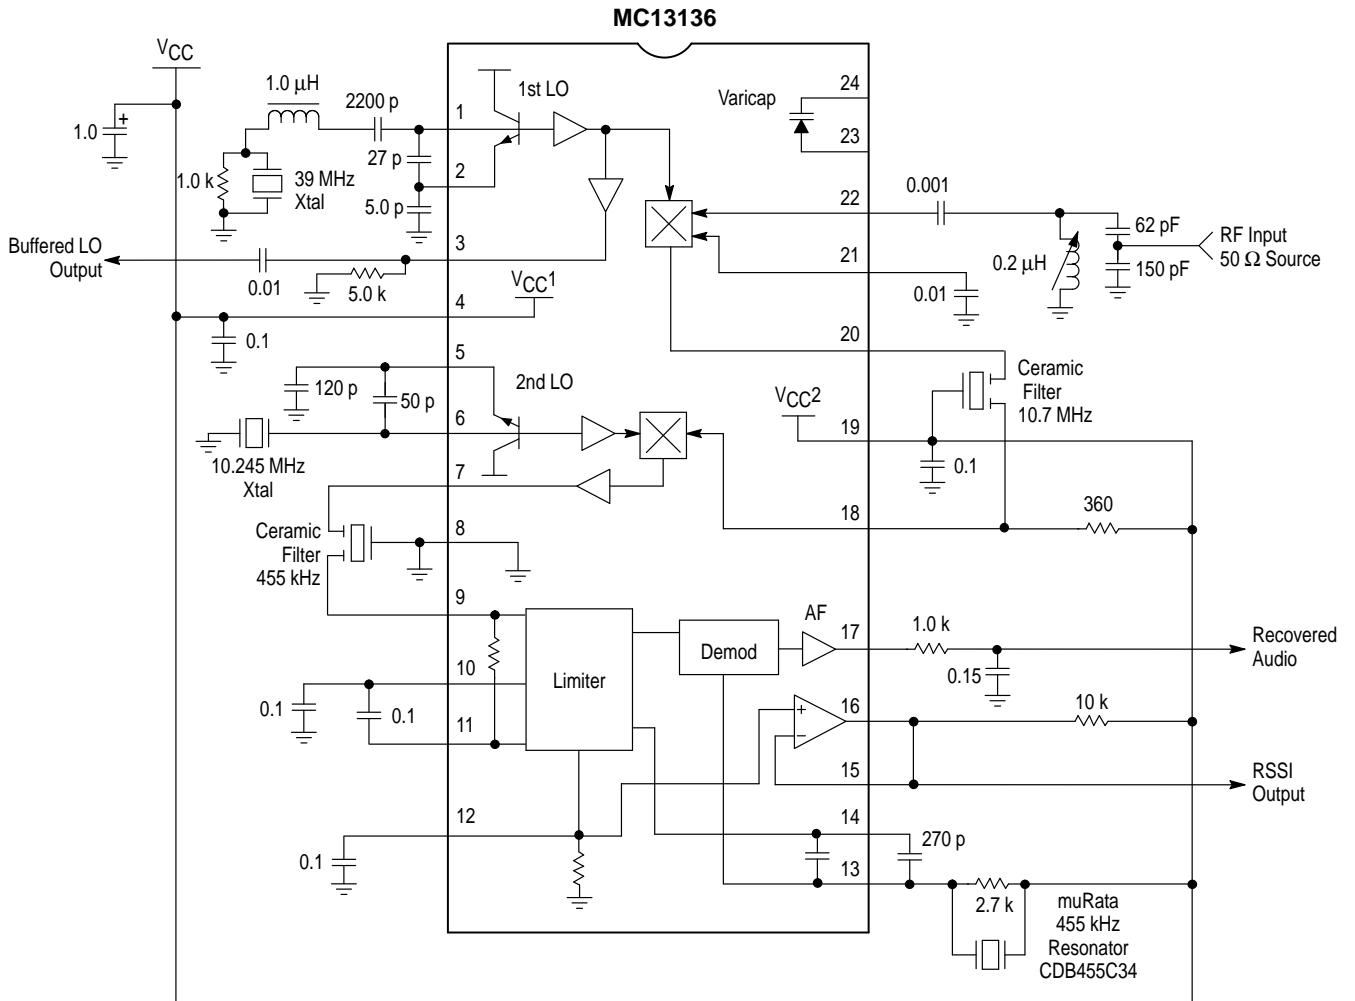 MC13136
VCC
1.0
+
1.0 µH
2200 p
1.0 k
39 MHz
Xtal
27 p
5.0 p
1
2
3
4
5
6
7
8
9
10
11
12
1st LO
Varicap
24
23
22
21
20
19
18
17
16
15
14
13
0.001
62 pF
150 pF
0.2 µH
RF Input
50 Ω Source
0.01
Buffered LO
Output
0.01
5.0 k
VCC1
0.1
120 p
50 p
2nd LO
10.245 MHz
Xtal
VCC2
Ceramic
Filter
10.7 MHz
0.1
360
Ceramic
Filter
455 kHz
Limiter
Demod
AF
1.0 k
0.15
Recovered
Audio
0.1
0.1
+
−
10 k
RSSI
Output
0.1
270 p
2.7 k
muRata
455 kHz
Resonator
CDB455C34